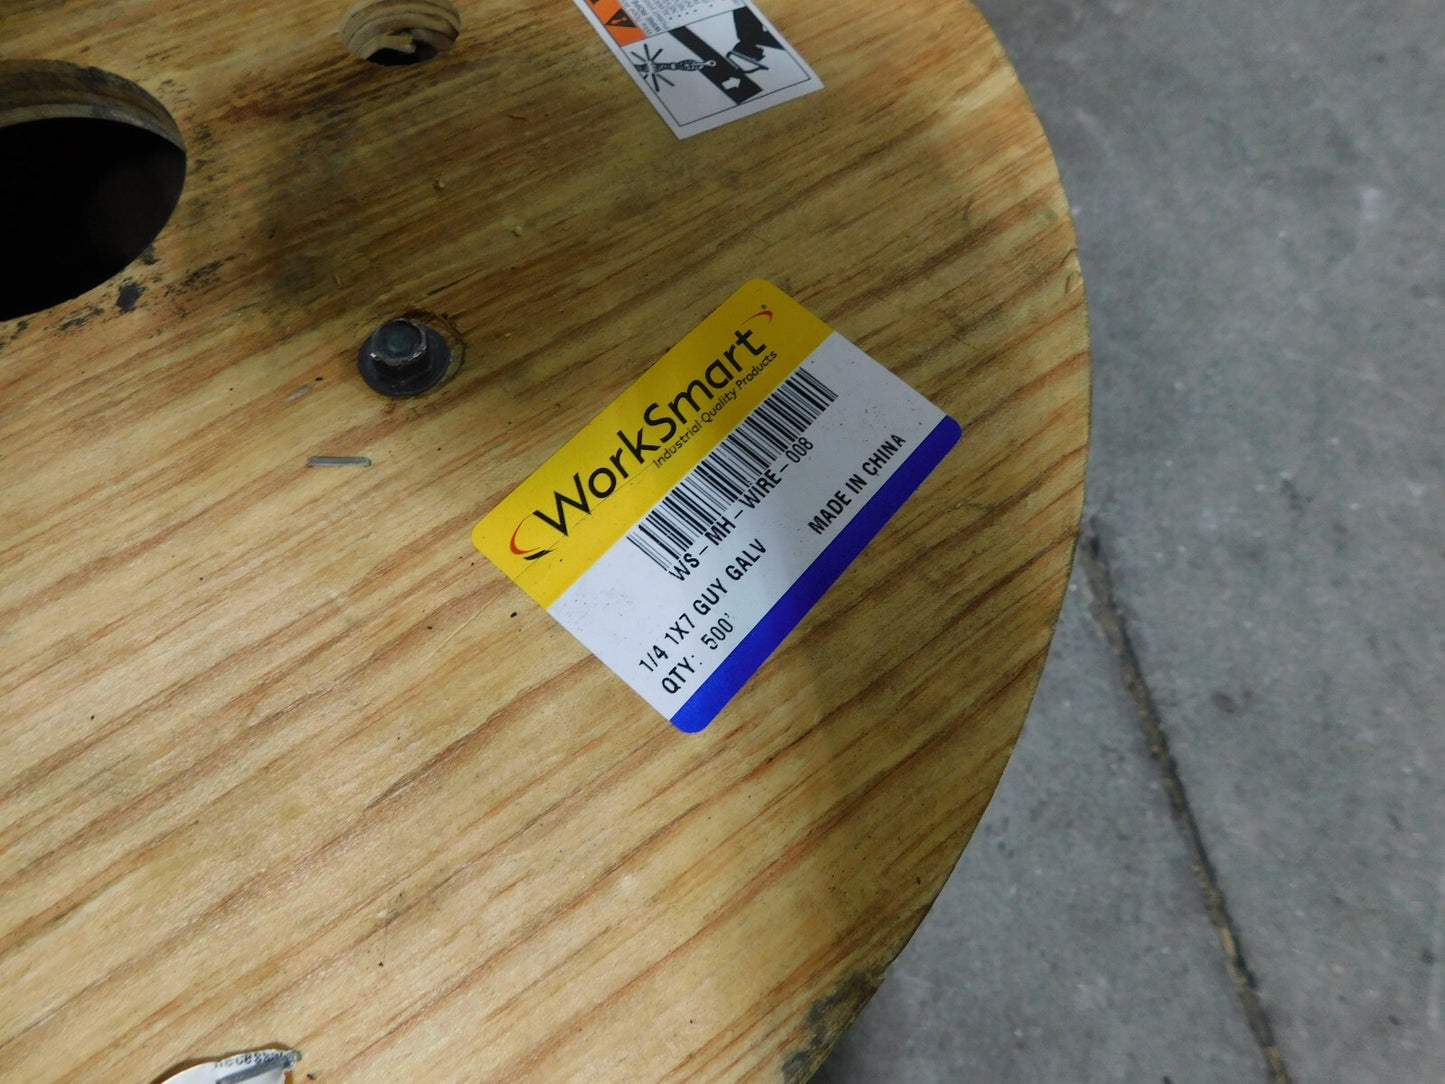 WorkSmart
Industrial Quality Products
WS-MH-WIRE-008
1/4 1X7 GUY GALV
MADE IN CHINA
QTY: 500'